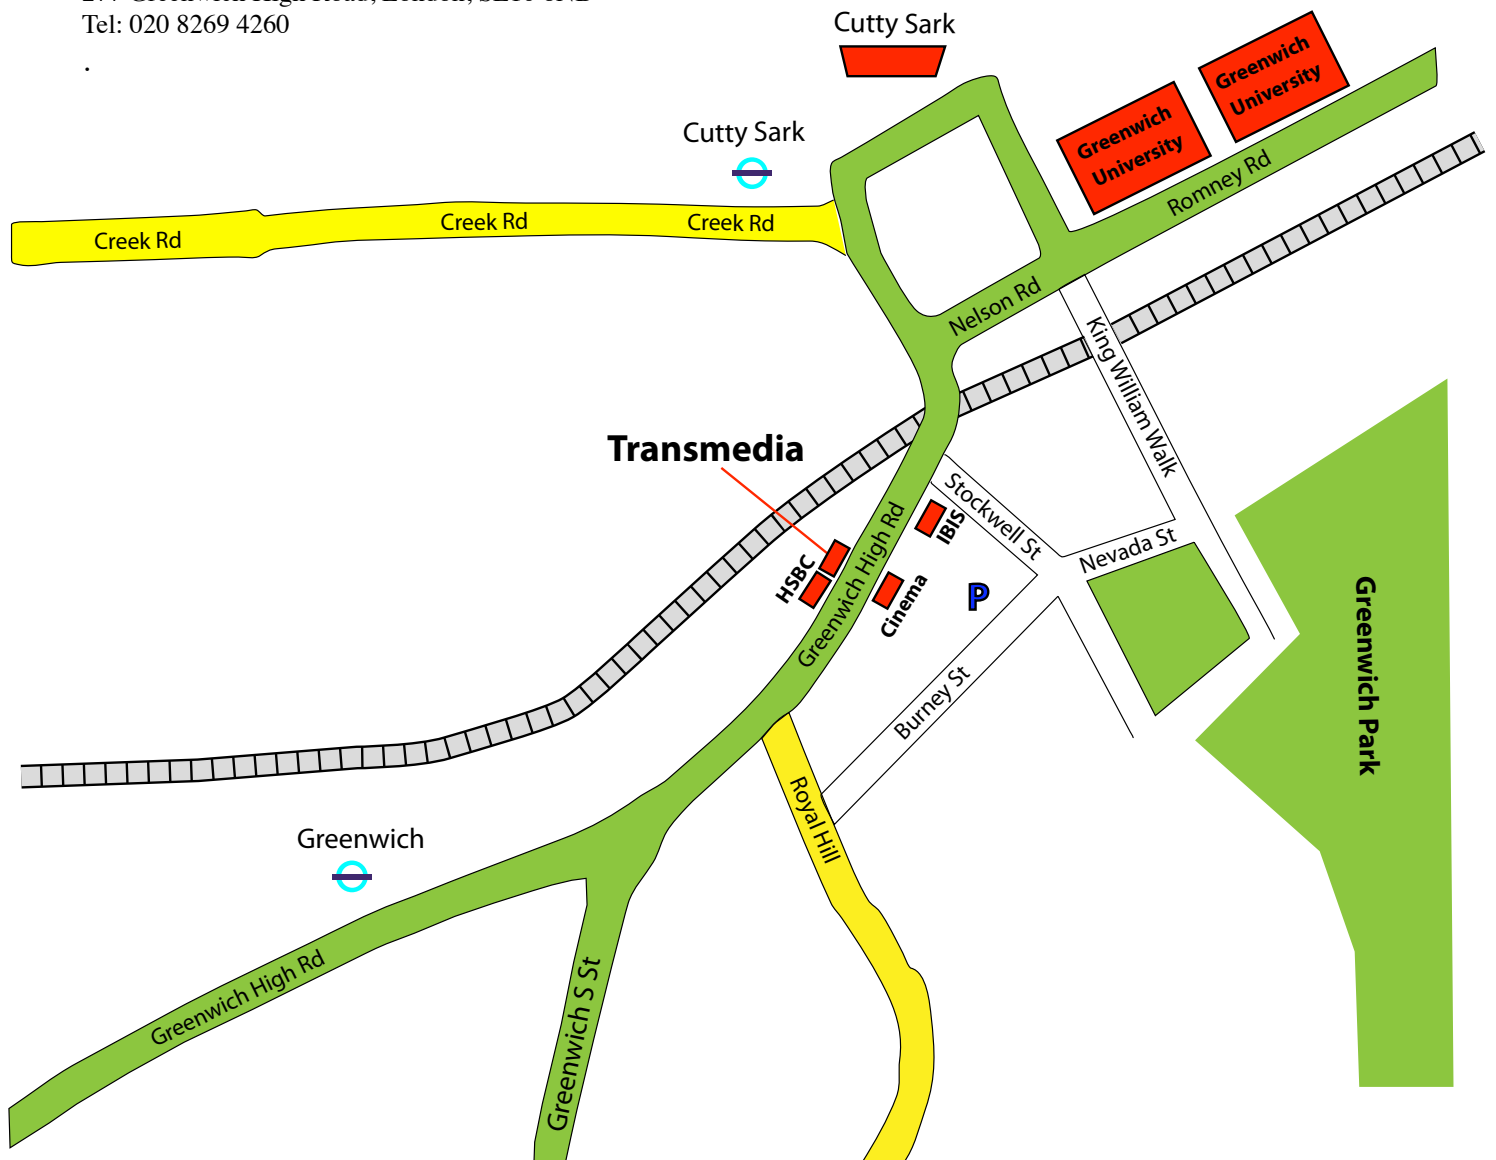 Tel: 020 8269 4260
.
Cutty Sark
Greenwich
University
Greenwich
University
Cutty Sark
Romney Rd
Creek Rd
Creek Rd
Creek Rd
Nelson Rd
King William Walk
Transmedia
Stockwell St
IBIS
Nevada St
HSBC
Greenwich High Rd
Cinema
P
Greenwich Park
Burney St
Royal Hill
Greenwich
Greenwich High Rd
Greenwich S St